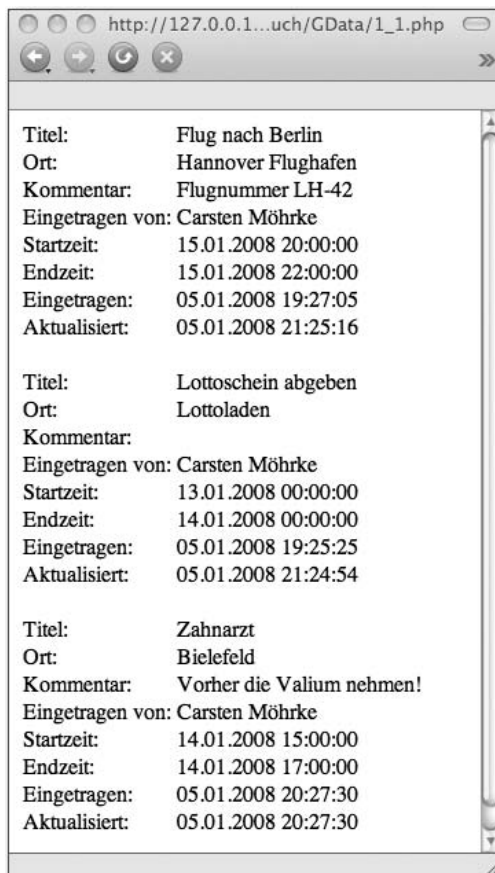 http://127.0.0.1...uch/GData/1_1.php
Titel: Flug nach Berlin
Ort: Hannover Flughafen
Kommentar: Flugnummer LH-42
Eingetragen von: Carsten Möhrke
Startzeit: 15.01.2008 20:00:00
Endzeit: 15.01.2008 22:00:00
Eingetragen: 05.01.2008 19:27:05
Aktualisiert: 05.01.2008 21:25:16
Titel: Lottoschein abgeben
Ort: Lottoladen
Kommentar:
Eingetragen von: Carsten Möhrke
Startzeit: 13.01.2008 00:00:00
Endzeit: 14.01.2008 00:00:00
Eingetragen: 05.01.2008 19:25:25
Aktualisiert: 05.01.2008 21:24:54
Titel: Zahnarzt
Ort: Bielefeld
Kommentar: Vorher die Valium nehmen!
Eingetragen von: Carsten Möhrke
Startzeit: 14.01.2008 15:00:00
Endzeit: 14.01.2008 17:00:00
Eingetragen: 05.01.2008 20:27:30
Aktualisiert: 05.01.2008 20:27:30